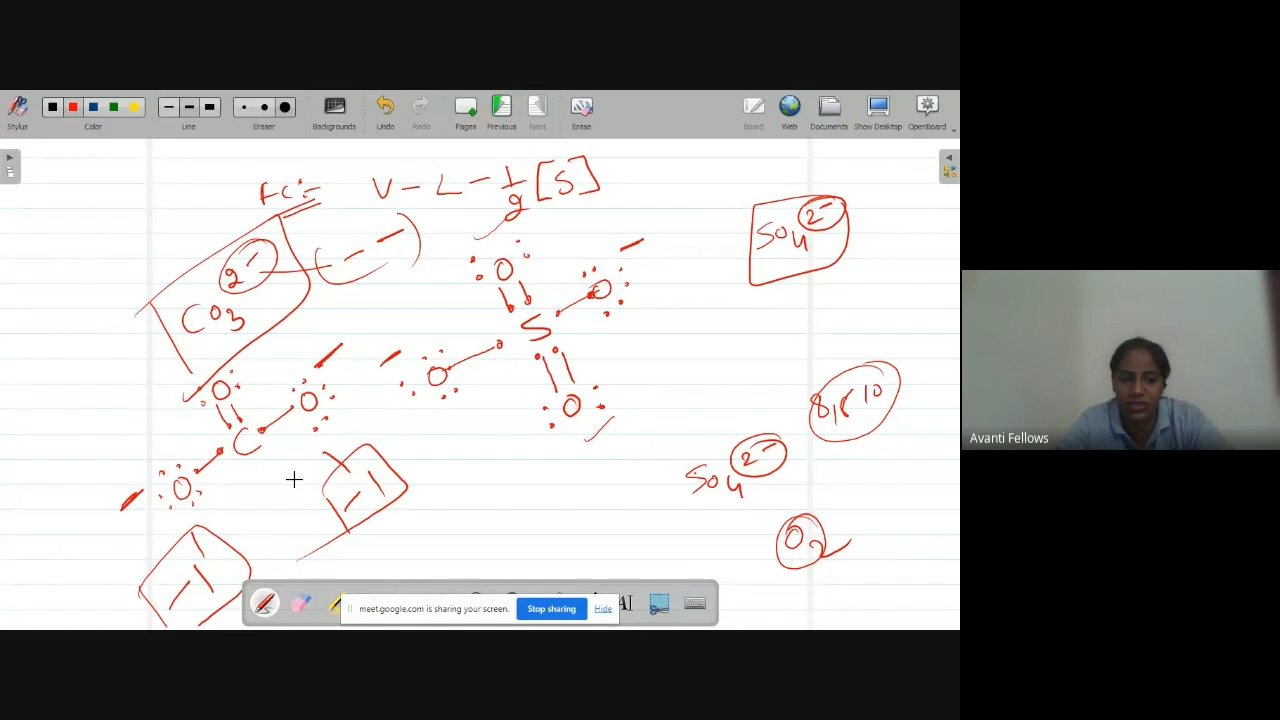 Stylus
Color
Line
Eraser
Backgrounds
Undo
Redo
Pages
Previous
Next
Erase
Board
Web
Documents
Show Desktop
OpenBoard
FC = V - L - 1/2 [S]
CO3 2-
( - - )
SO4 2-
O
O
S
O
O
O
O
C
O
-1
-1
SO4 2-
O2
Avanti Fellows
meet.google.com is sharing your screen.
Stop sharing
Hide